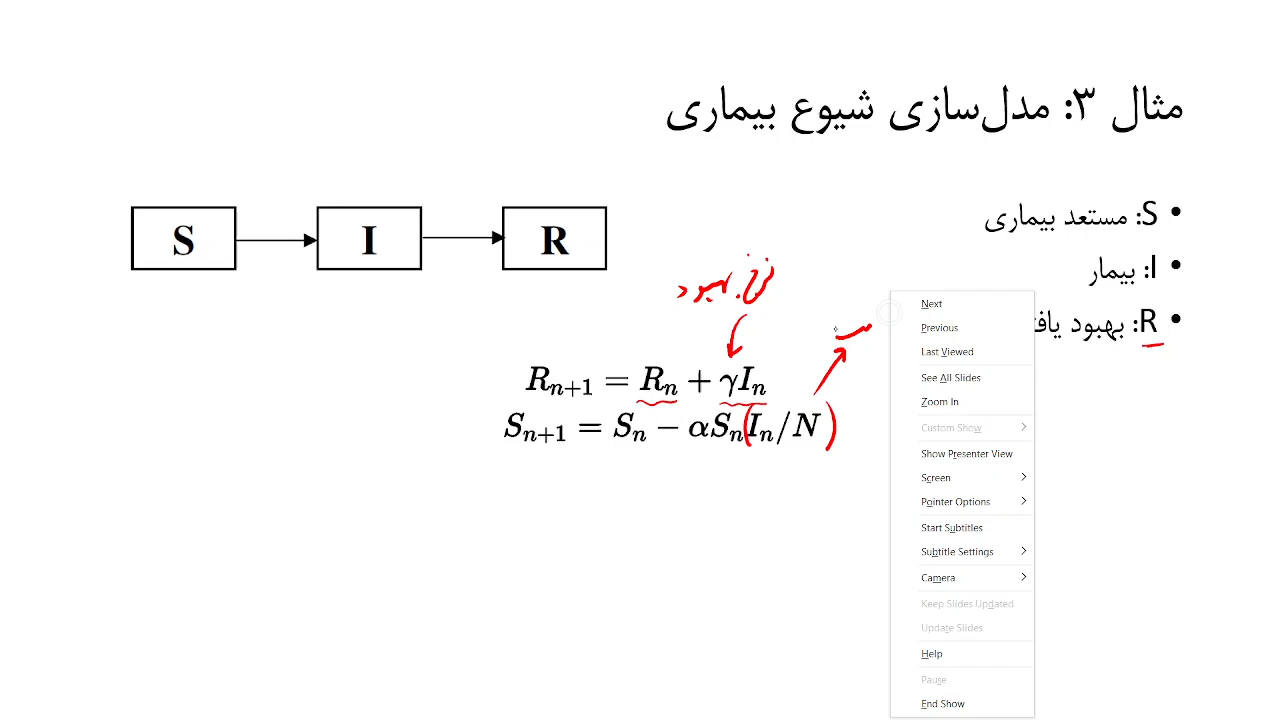 مثال ۳: مدل‌سازی شیوع بیماری
S: مستعد بیماری
I: بیمار
R: بهبود
S
I
R
نرخ بهبود
R_{n+1} = R_n + γI_n
S_{n+1} = S_n − αS_n(I_n/N)
Next
Previous
Last Viewed
See All Slides
Zoom In
Custom Show
Show Presenter View
Screen
Pointer Options
Start Subtitles
Subtitle Settings
Camera
Keep Slides Updated
Update Slides
Help
Pause
End Show